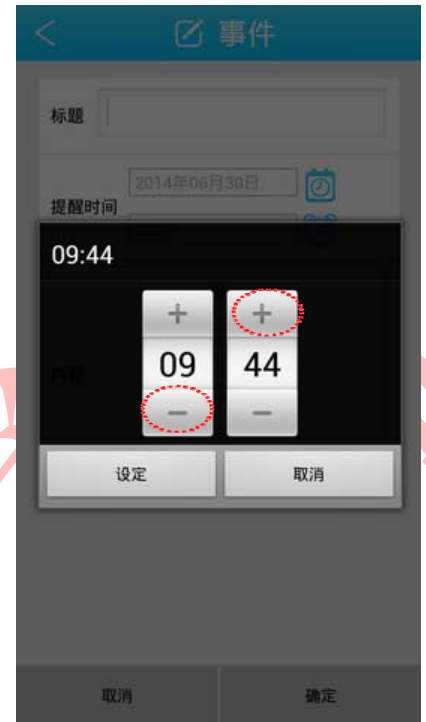 事件
标题
2014年06月30日
提醒时间
09:44
+ +
09 44
- -
设定 取消
取消 确定